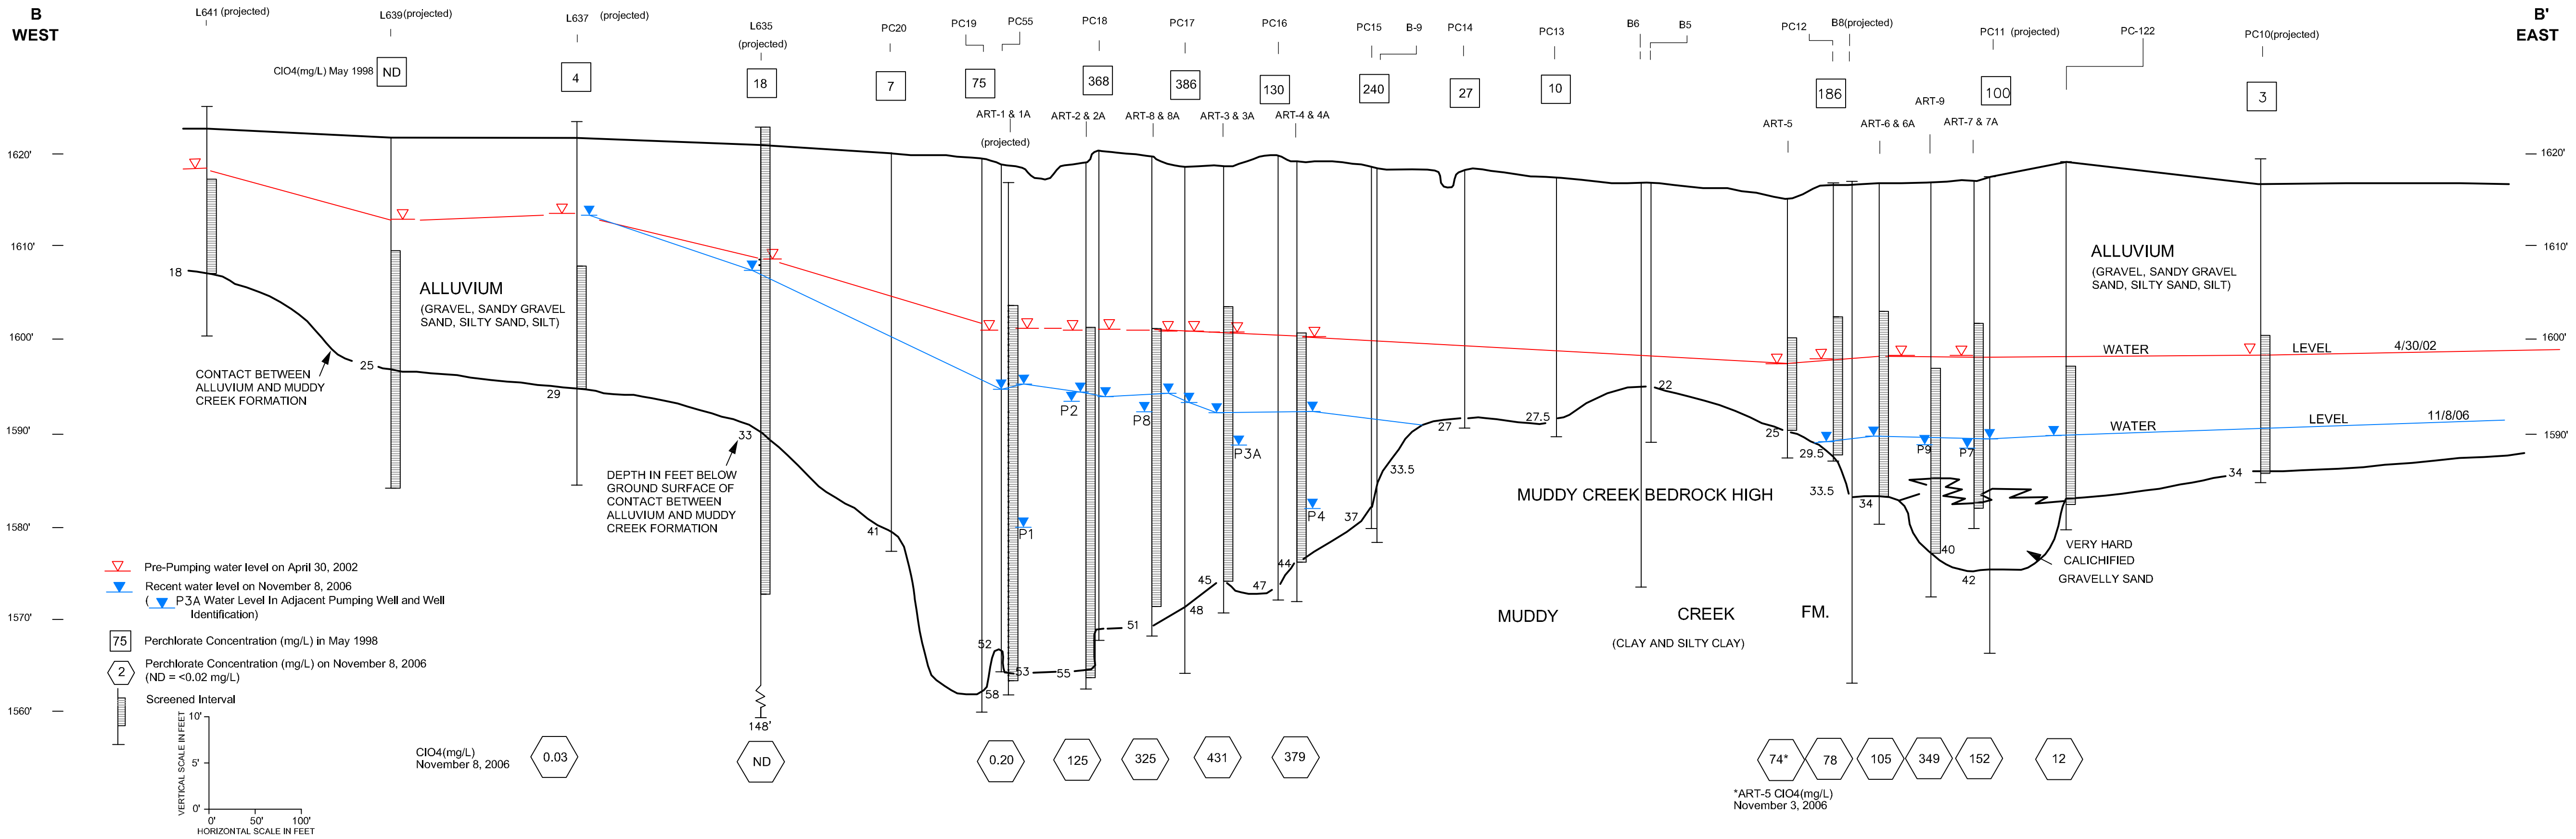 B
WEST
L641 (projected)
L639(projected)
L637 (projected)
L635
(projected)
PC20
PC19
PC55
PC18
PC17
PC16
PC15
B-9
PC14
PC13
B6
B5
PC12
B8(projected)
PC11 (projected)
PC-122
PC10(projected)
B'
EAST
ClO4(mg/L) May 1998
ND
4
18
7
75
368
386
130
240
27
10
186
100
3
ART-1 & 1A
(projected)
ART-2 & 2A
ART-8 & 8A
ART-3 & 3A
ART-4 & 4A
ART-5
ART-6 & 6A
ART-9
ART-7 & 7A
1620'
1610'
1600'
1590'
1580'
1570'
1560'
1620'
1610'
1600'
1590'
ALLUVIUM
(GRAVEL, SANDY GRAVEL
SAND, SILTY SAND, SILT)
ALLUVIUM
(GRAVEL, SANDY GRAVEL
SAND, SILTY SAND, SILT)
WATER LEVEL 4/30/02
WATER LEVEL 11/8/06
CONTACT BETWEEN
ALLUVIUM AND MUDDY
CREEK FORMATION
DEPTH IN FEET BELOW
GROUND SURFACE OF
CONTACT BETWEEN
ALLUVIUM AND MUDDY
CREEK FORMATION
18
25
29
33
41
52
58
53
55
51
48
45
47
44
37
33.5
27
27.5
22
25
29.5
33.5
34
40
42
34
P1
P2
P8
P3A
P4
P9
P7
MUDDY CREEK BEDROCK HIGH
MUDDY CREEK FM.
(CLAY AND SILTY CLAY)
VERY HARD
CALICHIFIED
GRAVELLY SAND
148'
Pre-Pumping water level on April 30, 2002
Recent water level on November 8, 2006
( P3A Water Level In Adjacent Pumping Well and Well
Identification)
75
Perchlorate Concentration (mg/L) in May 1998
2
Perchlorate Concentration (mg/L) on November 8, 2006
(ND = <0.02 mg/L)
Screened Interval
VERTICAL SCALE IN FEET
10'
5'
0'
0' 50' 100'
HORIZONTAL SCALE IN FEET
ClO4(mg/L)
November 8, 2006
0.03
ND
0.20
125
325
431
379
74*
78
105
349
152
12
*ART-5 ClO4(mg/L)
November 3, 2006